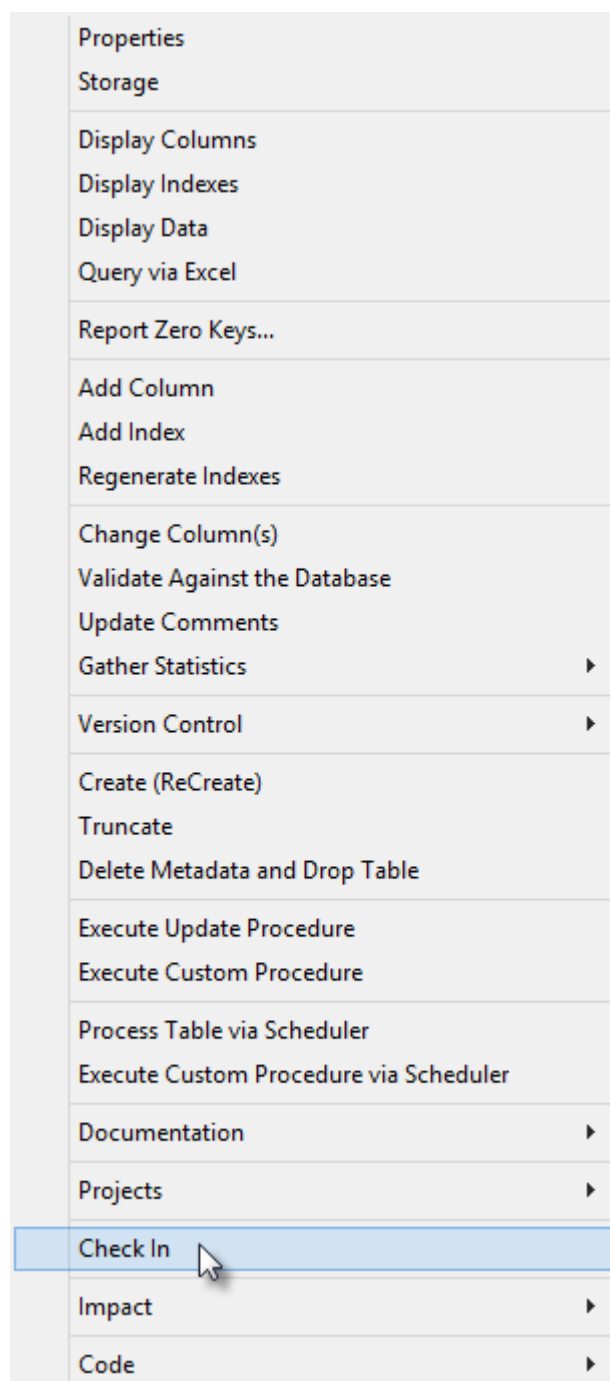 Properties
Storage
Display Columns
Display Indexes
Display Data
Query via Excel
Report Zero Keys...
Add Column
Add Index
Regenerate Indexes
Change Column(s)
Validate Against the Database
Update Comments
Gather Statistics
Version Control
Create (ReCreate)
Truncate
Delete Metadata and Drop Table
Execute Update Procedure
Execute Custom Procedure
Process Table via Scheduler
Execute Custom Procedure via Scheduler
Documentation
Projects
Check In
Impact
Code